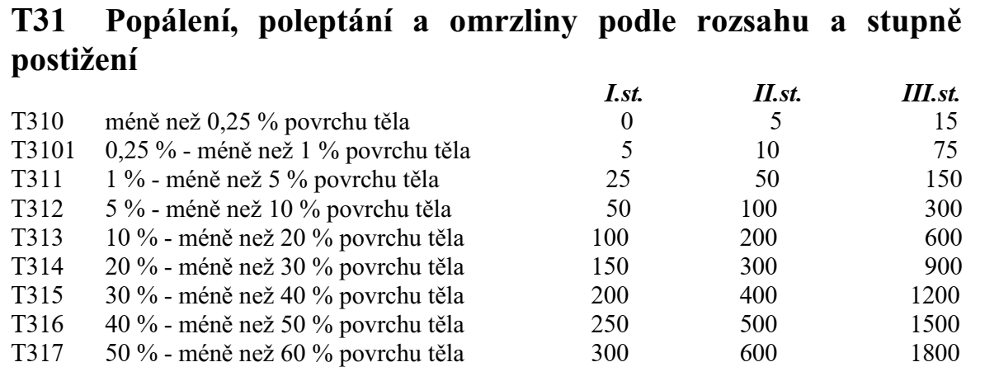 T31 Popálení, poleptání a omrzliny podle rozsahu a stupně
postižení
I.st. II.st. III.st.
T310 méně než 0,25 % povrchu těla 0 5 15
T3101 0,25 % - méně než 1 % povrchu těla 5 10 75
T311 1 % - méně než 5 % povrchu těla 25 50 150
T312 5 % - méně než 10 % povrchu těla 50 100 300
T313 10 % - méně než 20 % povrchu těla 100 200 600
T314 20 % - méně než 30 % povrchu těla 150 300 900
T315 30 % - méně než 40 % povrchu těla 200 400 1200
T316 40 % - méně než 50 % povrchu těla 250 500 1500
T317 50 % - méně než 60 % povrchu těla 300 600 1800